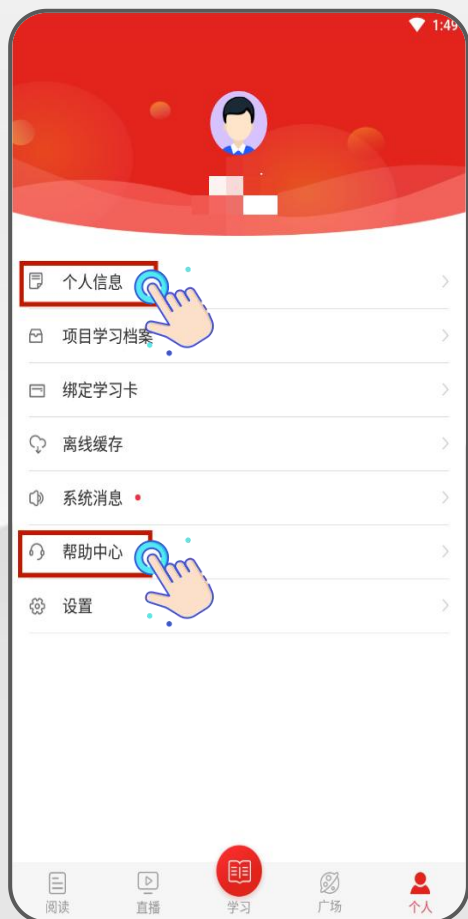 1:49
个人信息
项目学习档案
绑定学习卡
离线缓存
系统消息
帮助中心
设置
阅读
直播
学习
广场
个人